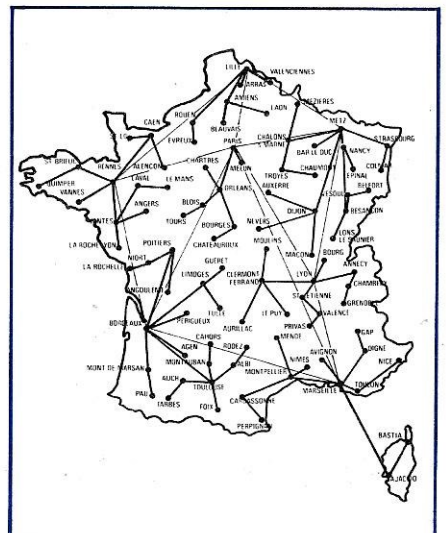 LILLE
VALENCIENNES
ARRAS
AMIENS
MEZIERES
LAON
ROUEN
CAEN
BEAUVAIS
METZ
ST LO
EVREUX
PARIS
CHALONS
S MARNE
NANCY
STRASBOURG
BAR LE DUC
ST BRIEUC
RENNES
ALENCON
CHARTRES
MELUN
COLMAR
LAVAL
LE MANS
TROYES
CHAUMONT
EPINAL
QUIMPER
ORLEANS
AUXERRE
VESOUL
BELFORT
VANNES
ANGERS
BLOIS
DIJON
BESANCON
NANTES
TOURS
BOURGES
NEVERS
LONS
LE SAUNIER
CHATEAUROUX
MOULINS
MACON
BOURG
LA ROCHE/YON
POITIERS
ANNECY
NIORT
GUERET
LA ROCHELLE
LIMOGES
CLERMONT
FERRAND
LYON
CHAMBERY
ANGOULEME
ST ETIENNE
GRENOBLE
TULLE
LE PUY
VALENCE
BORDEAUX
PERIGUEUX
AURILLAC
PRIVAS
GAP
CAHORS
RODEZ
MENDE
AGEN
AVIGNON
DIGNE
MONTAUBAN
NIMES
NICE
MONT DE MARSAN
ALBI
MONTPELLIER
AUCH
TOULOUSE
MARSEILLE
TOULON
PAU
TARBES
FOIX
CARCASSONNE
PERPIGNAN
BASTIA
AJACCIO